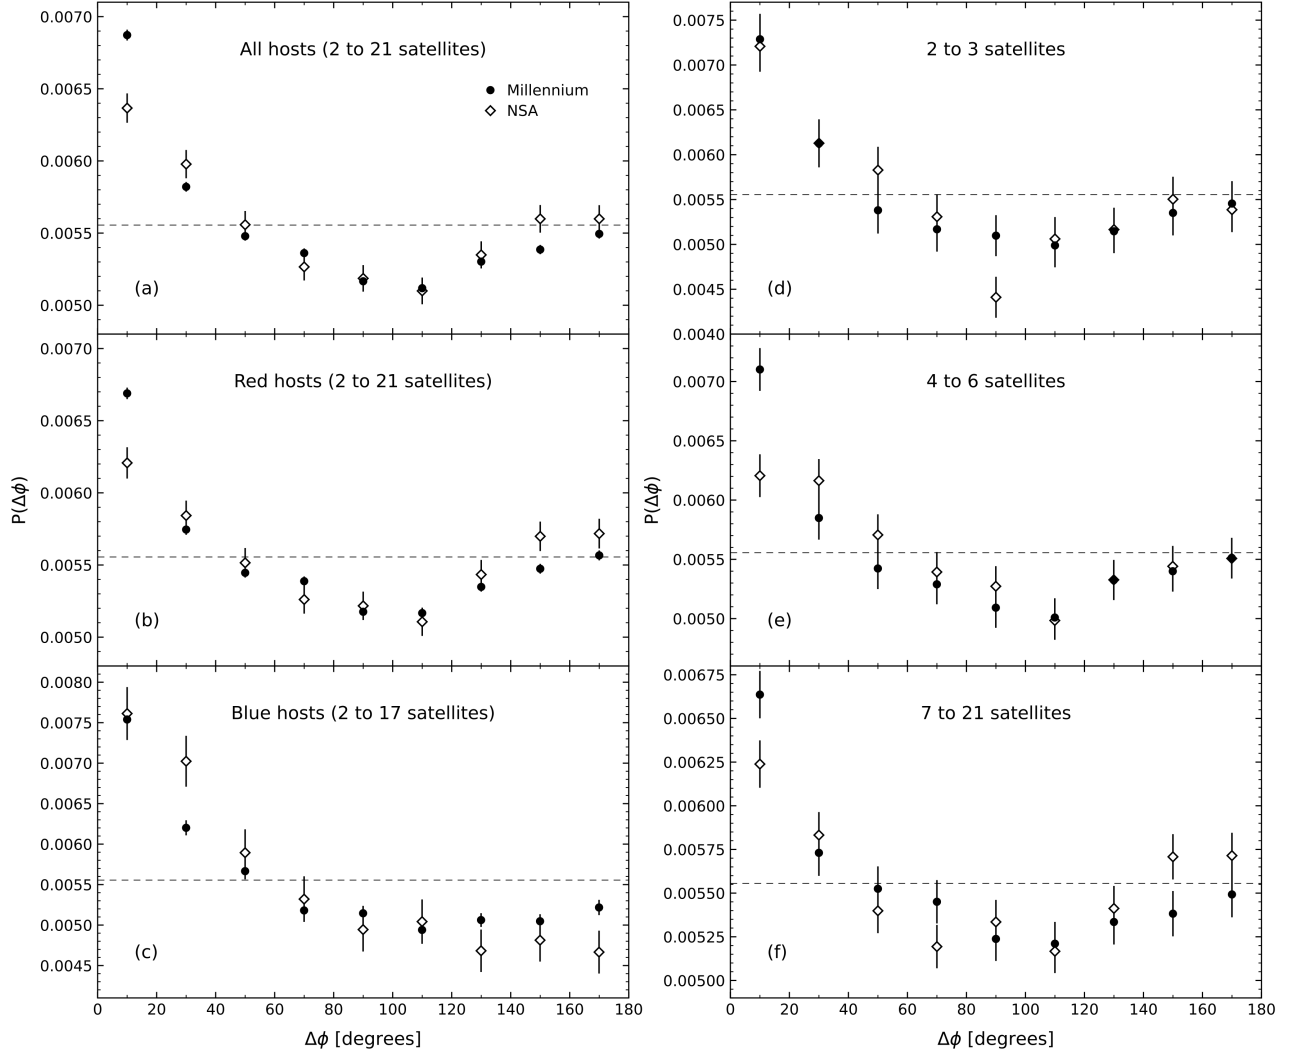 0.0070
0.0065
0.0060
0.0055
0.0050
All hosts (2 to 21 satellites)
Millennium
NSA
(a)
0.0070
0.0065
0.0060
0.0055
0.0050
Red hosts (2 to 21 satellites)
(b)
P(Δϕ)
0.0080
0.0075
0.0070
0.0065
0.0060
0.0055
0.0050
0.0045
Blue hosts (2 to 17 satellites)
(c)
0 20 40 60 80 100 120 140 160 180
Δϕ [degrees]
0.0075
0.0070
0.0065
0.0060
0.0055
0.0050
0.0045
0.0040
2 to 3 satellites
(d)
0.0070
0.0065
0.0060
0.0055
0.0050
4 to 6 satellites
(e)
P(Δϕ)
0.00675
0.00650
0.00625
0.00600
0.00575
0.00550
0.00525
0.00500
7 to 21 satellites
(f)
0 20 40 60 80 100 120 140 160 180
Δϕ [degrees]